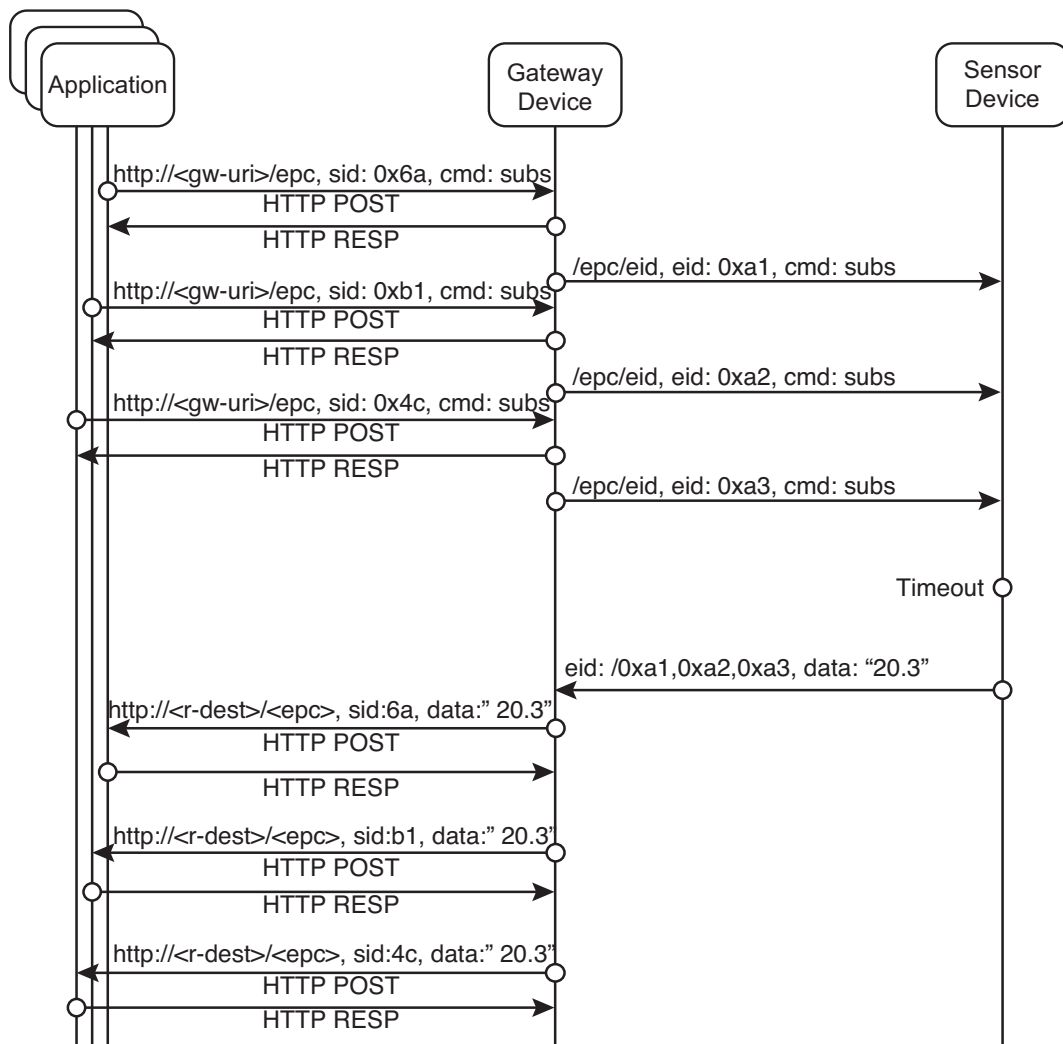 Application
Gateway
Device
Sensor
Device
http://<gw-uri>/epc, sid: 0x6a, cmd: subs
HTTP POST
HTTP RESP
/epc/eid, eid: 0xa1, cmd: subs
http://<gw-uri>/epc, sid: 0xb1, cmd: subs
HTTP POST
HTTP RESP
/epc/eid, eid: 0xa2, cmd: subs
http://<gw-uri>/epc, sid: 0x4c, cmd: subs
HTTP POST
HTTP RESP
/epc/eid, eid: 0xa3, cmd: subs
Timeout
eid: /0xa1,0xa2,0xa3, data: “20.3”
http://<r-dest>/<epc>, sid:6a, data:” 20.3”
HTTP POST
HTTP RESP
http://<r-dest>/<epc>, sid:b1, data:” 20.3”
HTTP POST
HTTP RESP
http://<r-dest>/<epc>, sid:4c, data:” 20.3”
HTTP POST
HTTP RESP